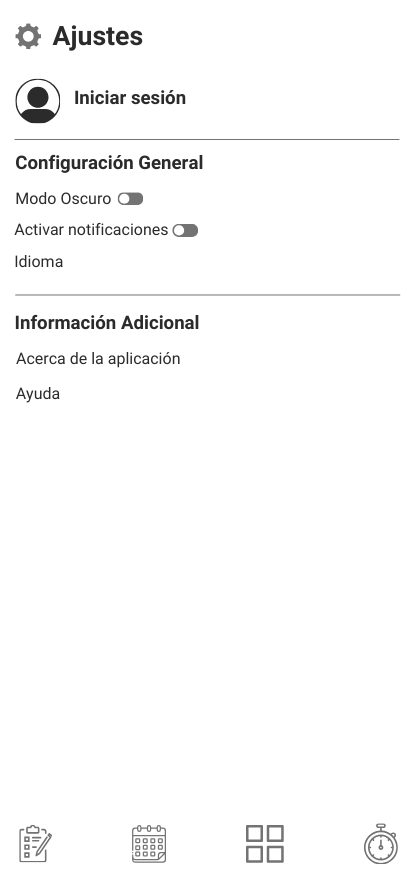 Ajustes
Iniciar sesión
Configuración General
Modo Oscuro
Activar notificaciones
Idioma
Información Adicional
Acerca de la aplicación
Ayuda